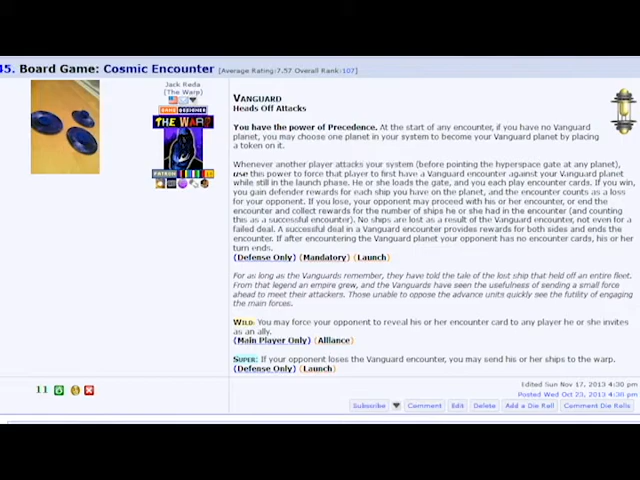 45. Board Game: Cosmic Encounter [Average Rating:7.57 Overall Rank:107]
Jack Reda
(The Warp)
GAME DESIGNER
THE WARP
PATRON
VANGUARD
Heads Off Attacks
You have the power of Precedence. At the start of any encounter, if you have no Vanguard
planet, you may choose one planet in your system to become your Vanguard planet by placing
a token on it.
Whenever another player attacks your system (before pointing the hyperspace gate at any planet),
use this power to force that player to first have a Vanguard encounter against your Vanguard planet
while still in the launch phase. He or she loads the gate, and you each play encounter cards. If you win,
you gain defender rewards for each ship you have on the planet, and the encounter counts as a loss
for your opponent. If you lose, your opponent may proceed with his or her encounter, or end the
encounter and collect rewards for the number of ships he or she had in the encounter (and counting
this as a successful encounter). No ships are lost as a result of the Vanguard encounter, not even for a
failed deal. A successful deal in a Vanguard encounter provides rewards for both sides and ends the
encounter. If after encountering the Vanguard planet your opponent has no encounter cards, his or her
turn ends.
(Defense Only) (Mandatory) (Launch)
For as long as the Vanguards remember, they have told the tale of the lost ship that held off an entire fleet.
From that legend an empire grew, and the Vanguards have seen the usefulness of sending a small force
ahead to meet their attackers. Those unable to oppose the advance units quickly see the futility of engaging
the main forces.
WILD: You may force your opponent to reveal his or her encounter card to any player he or she invites
as an ally.
(Main Player Only) (Alliance)
SUPER: If your opponent loses the Vanguard encounter, you may send his or her ships to the warp.
(Defense Only) (Launch)
11
Edited Sun Nov 17, 2013 4:30 pm
Posted Wed Oct 23, 2013 4:36 pm
Subscribe Comment Edit Delete Add a Die Roll Comment Die Rolls